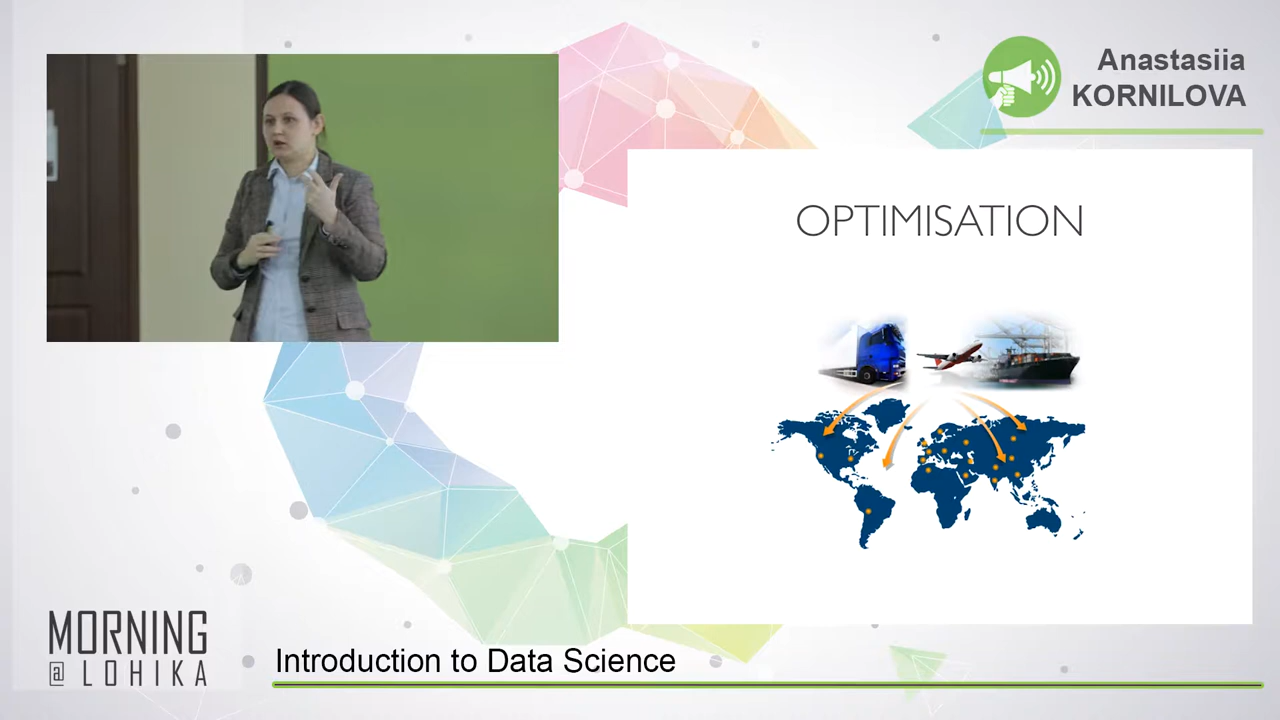 Anastasiia
KORNILOVA
OPTIMISATION
MORNING
@ LOHIKA
Introduction to Data Science